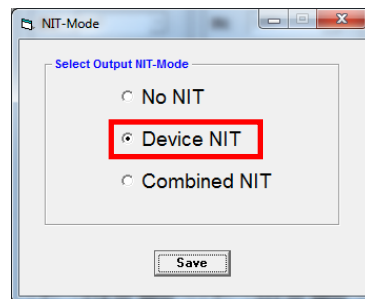 NIT-Mode
Select Output NIT-Mode
No NIT
Device NIT
Combined NIT
Save